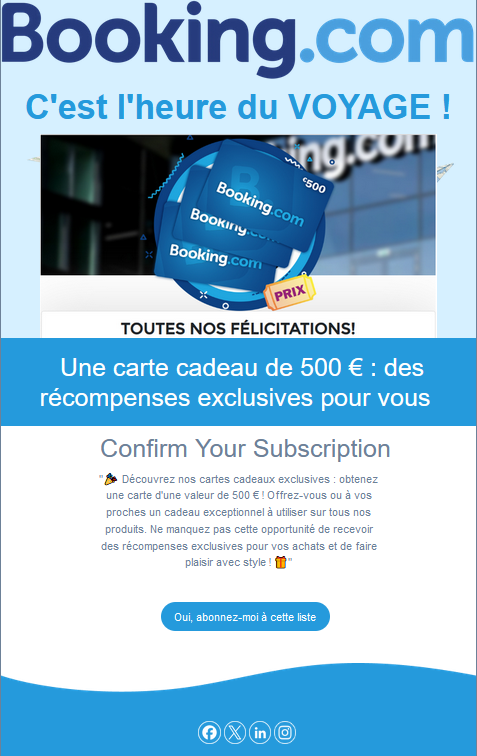 Booking.com
C'est l'heure du VOYAGE !
ing.com
€500
Booking.com
Booking.com
Booking.com
PRIX
TOUTES NOS FÉLICITATIONS!
Une carte cadeau de 500 € : des
récompenses exclusives pour vous
Confirm Your Subscription
"🎉 Découvrez nos cartes cadeaux exclusives : obtenez
une carte d'une valeur de 500 € ! Offrez-vous ou à vos
proches un cadeau exceptionnel à utiliser sur tous nos
produits. Ne manquez pas cette opportunité de recevoir
des récompenses exclusives pour vos achats et de faire
plaisir avec style ! 🎁"
Oui, abonnez-moi à cette liste